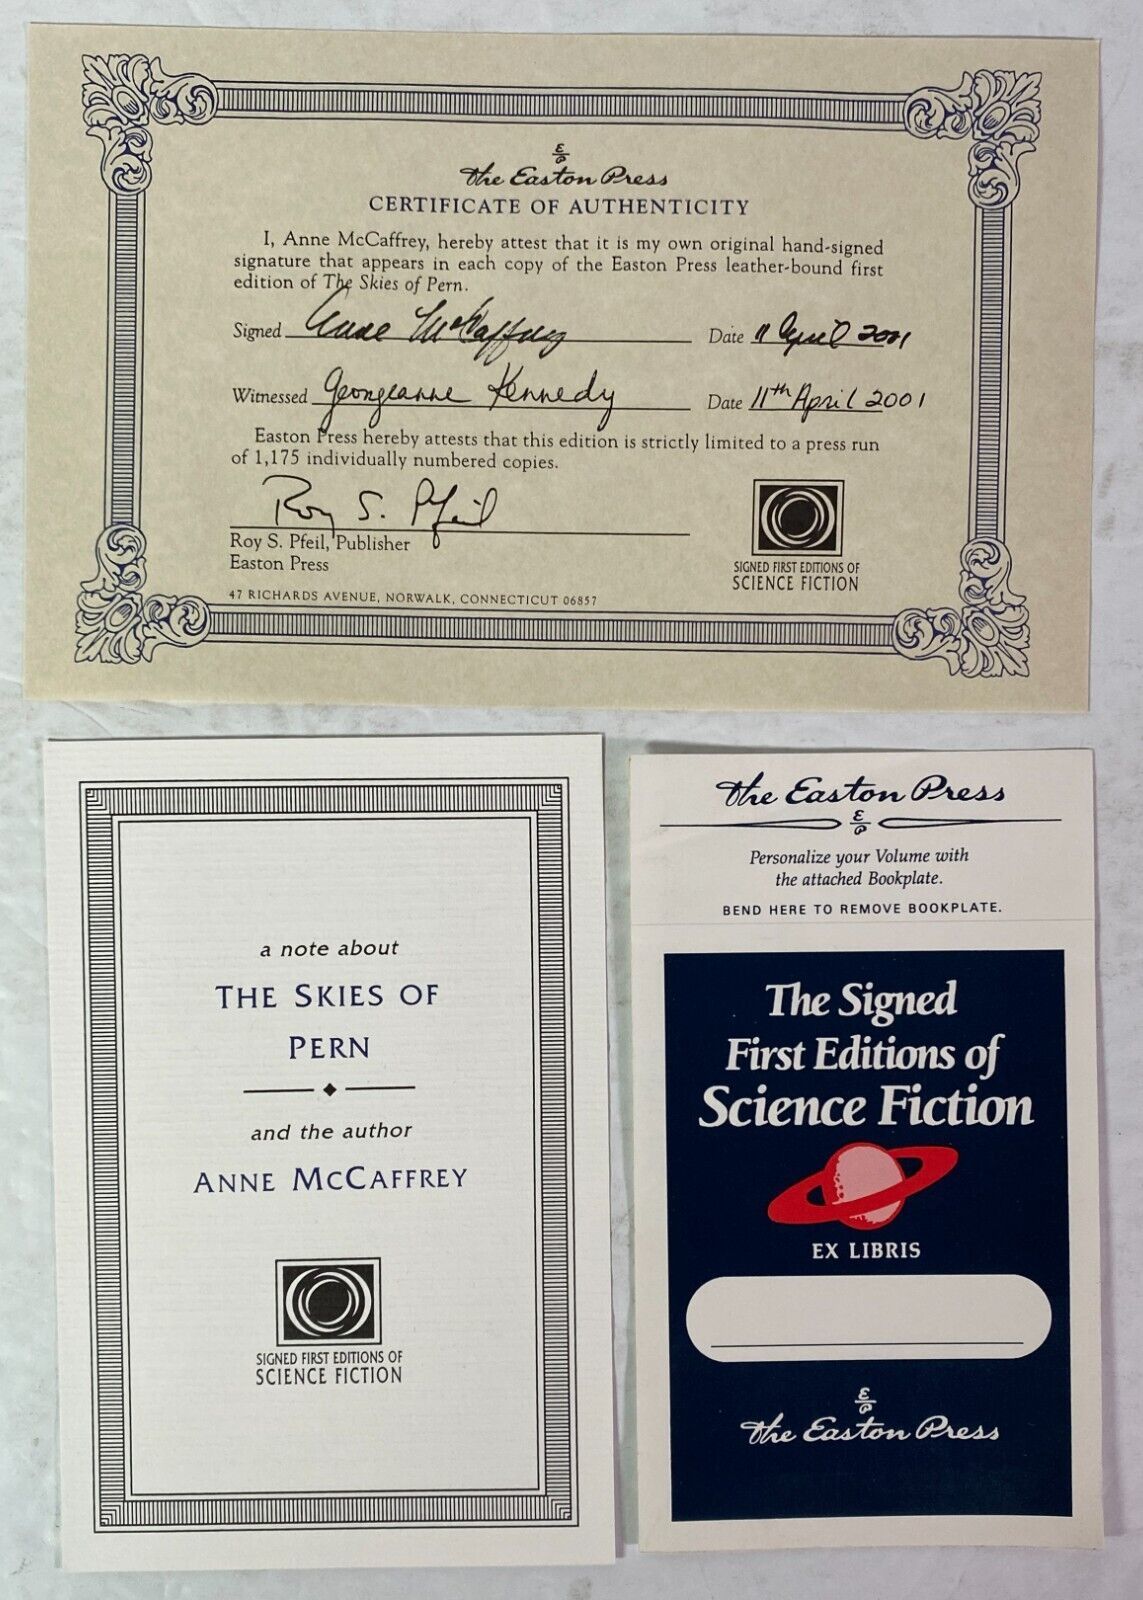 E/P
The Easton Press
CERTIFICATE OF AUTHENTICITY
I, Anne McCaffrey, hereby attest that it is my own original hand-signed
signature that appears in each copy of the Easton Press leather-bound first
edition of The Skies of Pern.
Signed Anne McCaffrey Date 11 April 2001
Witnessed Georgeanne Kennedy Date 11th April 2001
Easton Press hereby attests that this edition is strictly limited to a press run
of 1,175 individually numbered copies.
Roy S. Pfeil
Roy S. Pfeil, Publisher
Easton Press
47 RICHARDS AVENUE, NORWALK, CONNECTICUT 06857
SIGNED FIRST EDITIONS OF
SCIENCE FICTION
a note about
THE SKIES OF
PERN
and the author
ANNE MCCAFFREY
SIGNED FIRST EDITIONS OF
SCIENCE FICTION
The Easton Press
E/P
Personalize your Volume with
the attached Bookplate.
BEND HERE TO REMOVE BOOKPLATE.
The Signed
First Editions of
Science Fiction
EX LIBRIS
E/P
The Easton Press